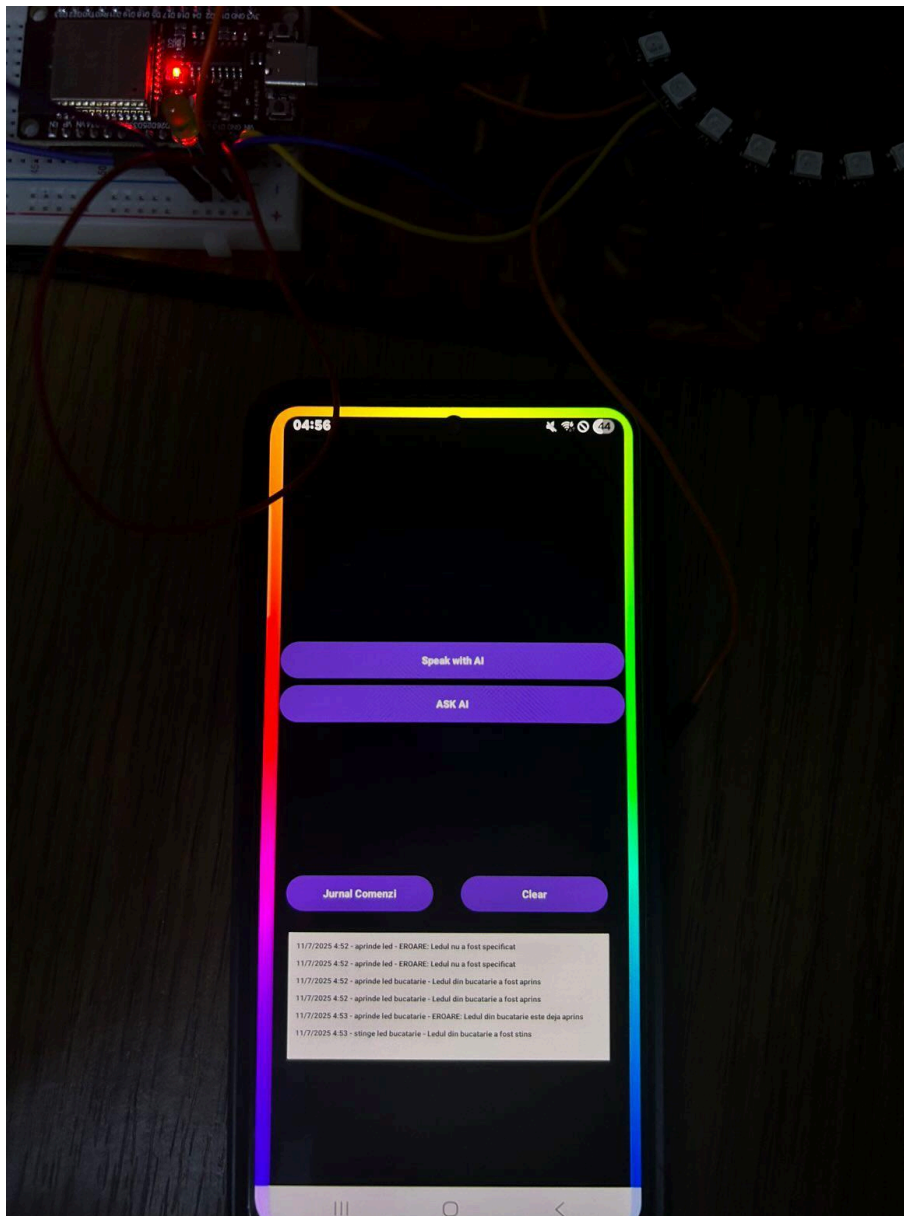 04:56
44
Speak with AI
ASK AI
Jurnal Comenzi
Clear
11/7/2025 4:52 - aprinde led - EROARE: Ledul nu a fost specificat
11/7/2025 4:52 - aprinde led - EROARE: Ledul nu a fost specificat
11/7/2025 4:52 - aprinde led bucatarie - Ledul din bucatarie a fost aprins
11/7/2025 4:52 - aprinde led bucatarie - Ledul din bucatarie a fost aprins
11/7/2025 4:53 - aprinde led bucatarie - EROARE: Ledul din bucatarie este deja aprins
11/7/2025 4:53 - stinge led bucatarie - Ledul din bucatarie a fost stins